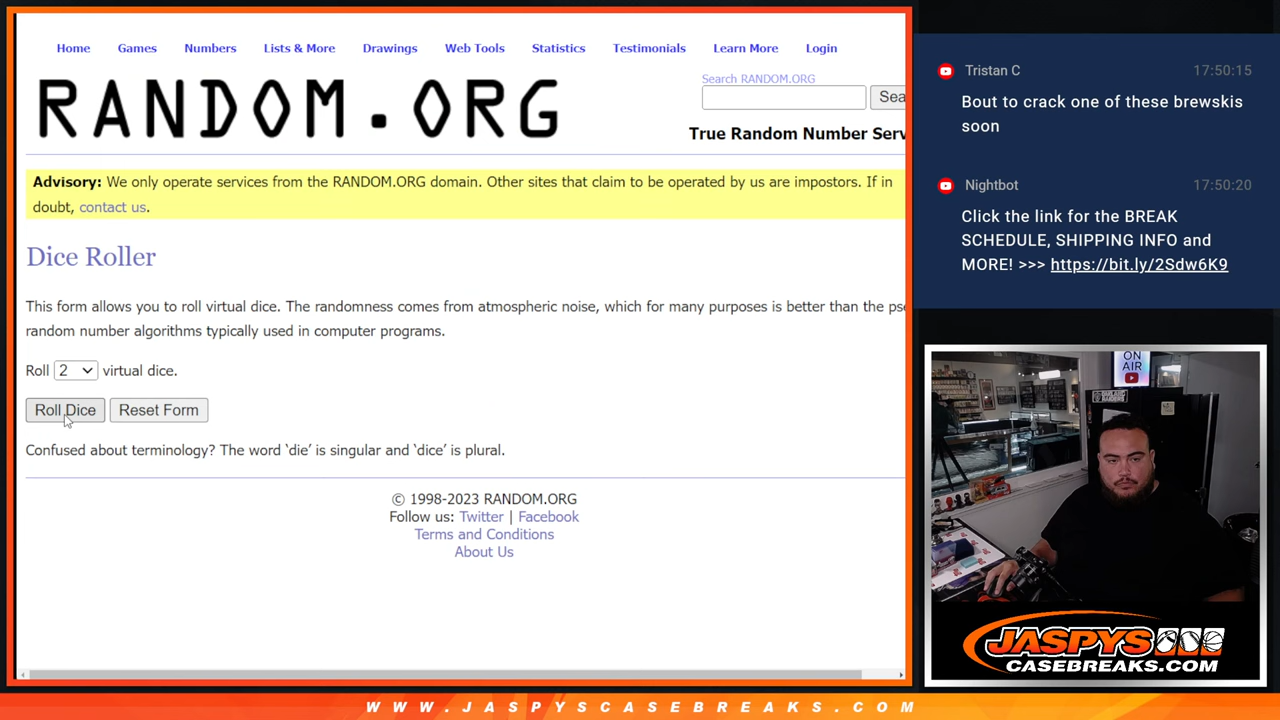 Home Games Numbers Lists & More Drawings Web Tools Statistics Testimonials Learn More Login
RANDOM.ORG
Search RANDOM.ORG
Sea
True Random Number Serv
Advisory: We only operate services from the RANDOM.ORG domain. Other sites that claim to be operated by us are impostors. If in
doubt, contact us.
Dice Roller
This form allows you to roll virtual dice. The randomness comes from atmospheric noise, which for many purposes is better than the pse
random number algorithms typically used in computer programs.
Roll 2 virtual dice.
Roll Dice Reset Form
Confused about terminology? The word ‘die’ is singular and ‘dice’ is plural.
© 1998-2023 RANDOM.ORG
Follow us: Twitter | Facebook
Terms and Conditions
About Us
Tristan C 17:50:15
Bout to crack one of these brewskis
soon
Nightbot 17:50:20
Click the link for the BREAK
SCHEDULE, SHIPPING INFO and
MORE! >>> https://bit.ly/2Sdw6K9
ON
AIR
JASPYS
CASEBREAKS.COM
WWW.JASPYSCASEBREAKS.COM